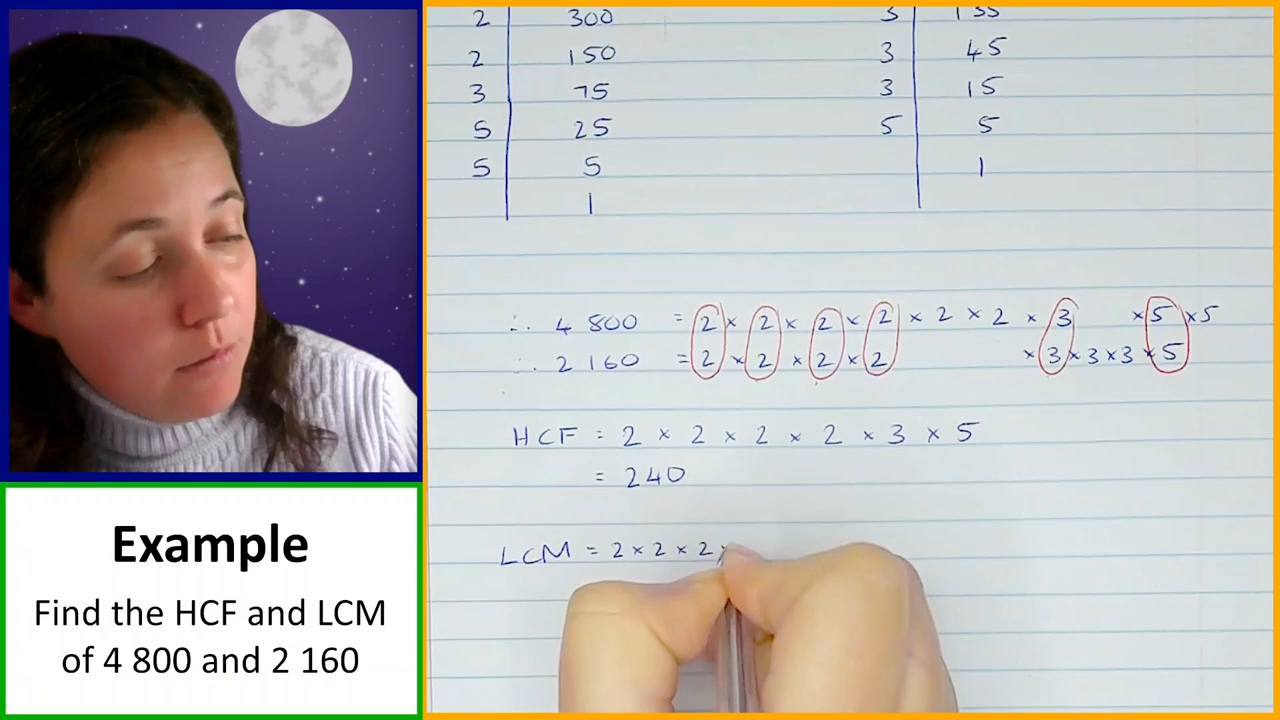 2 300 3 135
2 150 3 45
3 75 3 15
5 25 5 5
5 5 1
1
∴ 4 800 = 2 × 2 × 2 × 2 × 2 × 2 × 3 × 5 × 5
∴ 2 160 = 2 × 2 × 2 × 2 × 3 × 3 × 3 × 5
HCF = 2 × 2 × 2 × 2 × 3 × 5
= 240
LCM = 2 × 2 × 2 ×
Example
Find the HCF and LCM
of 4 800 and 2 160